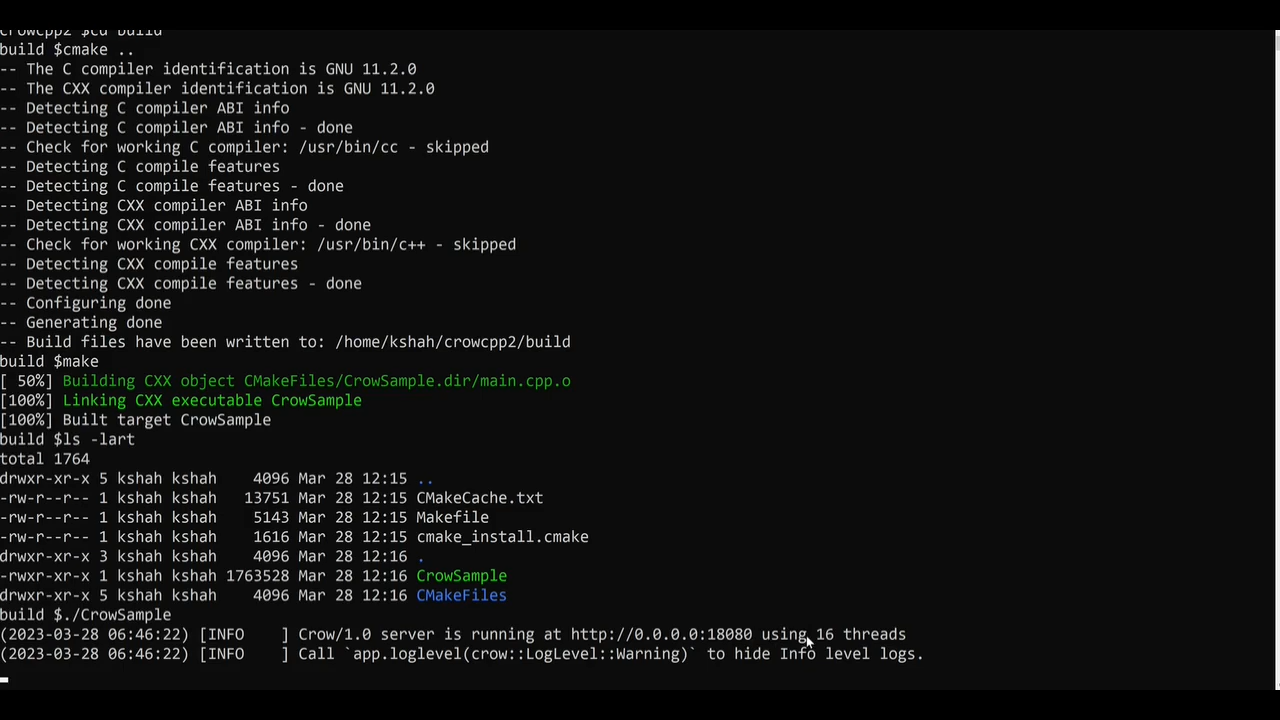 crowcpp2 $cd build
build $cmake ..
-- The C compiler identification is GNU 11.2.0
-- The CXX compiler identification is GNU 11.2.0
-- Detecting C compiler ABI info
-- Detecting C compiler ABI info - done
-- Check for working C compiler: /usr/bin/cc - skipped
-- Detecting C compile features
-- Detecting C compile features - done
-- Detecting CXX compiler ABI info
-- Detecting CXX compiler ABI info - done
-- Check for working CXX compiler: /usr/bin/c++ - skipped
-- Detecting CXX compile features
-- Detecting CXX compile features - done
-- Configuring done
-- Generating done
-- Build files have been written to: /home/kshah/crowcpp2/build
build $make
[ 50%] Building CXX object CMakeFiles/CrowSample.dir/main.cpp.o
[100%] Linking CXX executable CrowSample
[100%] Built target CrowSample
build $ls -lart
total 1764
drwxr-xr-x 5 kshah kshah    4096 Mar 28 12:15 ..
-rw-r--r-- 1 kshah kshah   13751 Mar 28 12:15 CMakeCache.txt
-rw-r--r-- 1 kshah kshah    5143 Mar 28 12:15 Makefile
-rw-r--r-- 1 kshah kshah    1616 Mar 28 12:15 cmake_install.cmake
drwxr-xr-x 3 kshah kshah    4096 Mar 28 12:16 .
-rwxr-xr-x 1 kshah kshah 1763528 Mar 28 12:16 CrowSample
drwxr-xr-x 5 kshah kshah    4096 Mar 28 12:16 CMakeFiles
build $./CrowSample
(2023-03-28 06:46:22) [INFO    ] Crow/1.0 server is running at http://0.0.0.0:18080 using 16 threads
(2023-03-28 06:46:22) [INFO    ] Call `app.loglevel(crow::LogLevel::Warning)` to hide Info level logs.